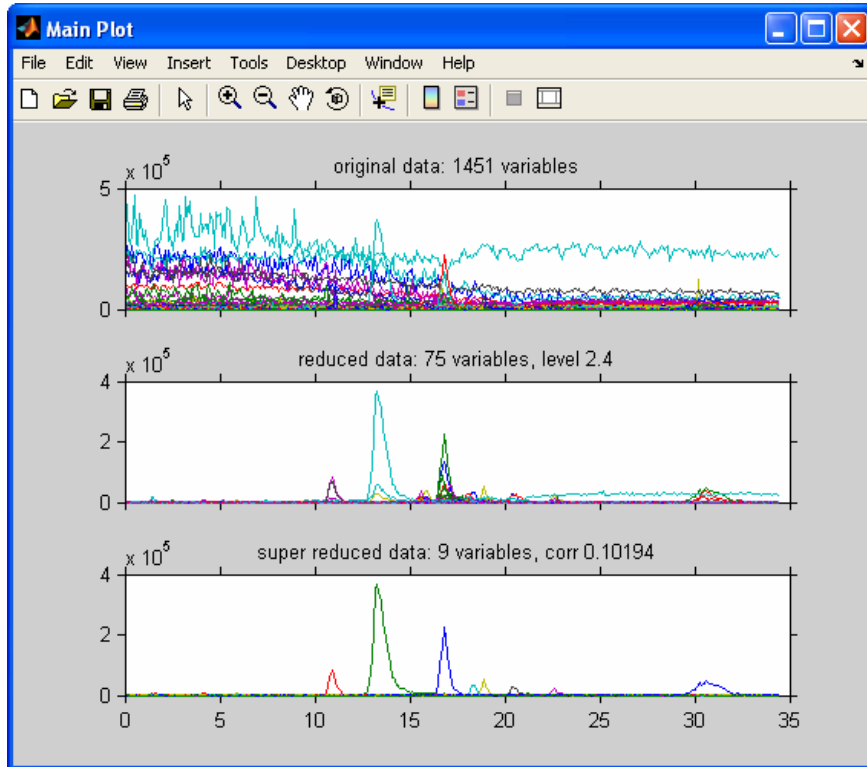 Main Plot
File Edit View Insert Tools Desktop Window Help
x 10^5
original data: 1451 variables
5
0
x 10^5
reduced data: 75 variables, level 2.4
4
2
0
x 10^5
super reduced data: 9 variables, corr 0.10194
4
2
0
0 5 10 15 20 25 30 35